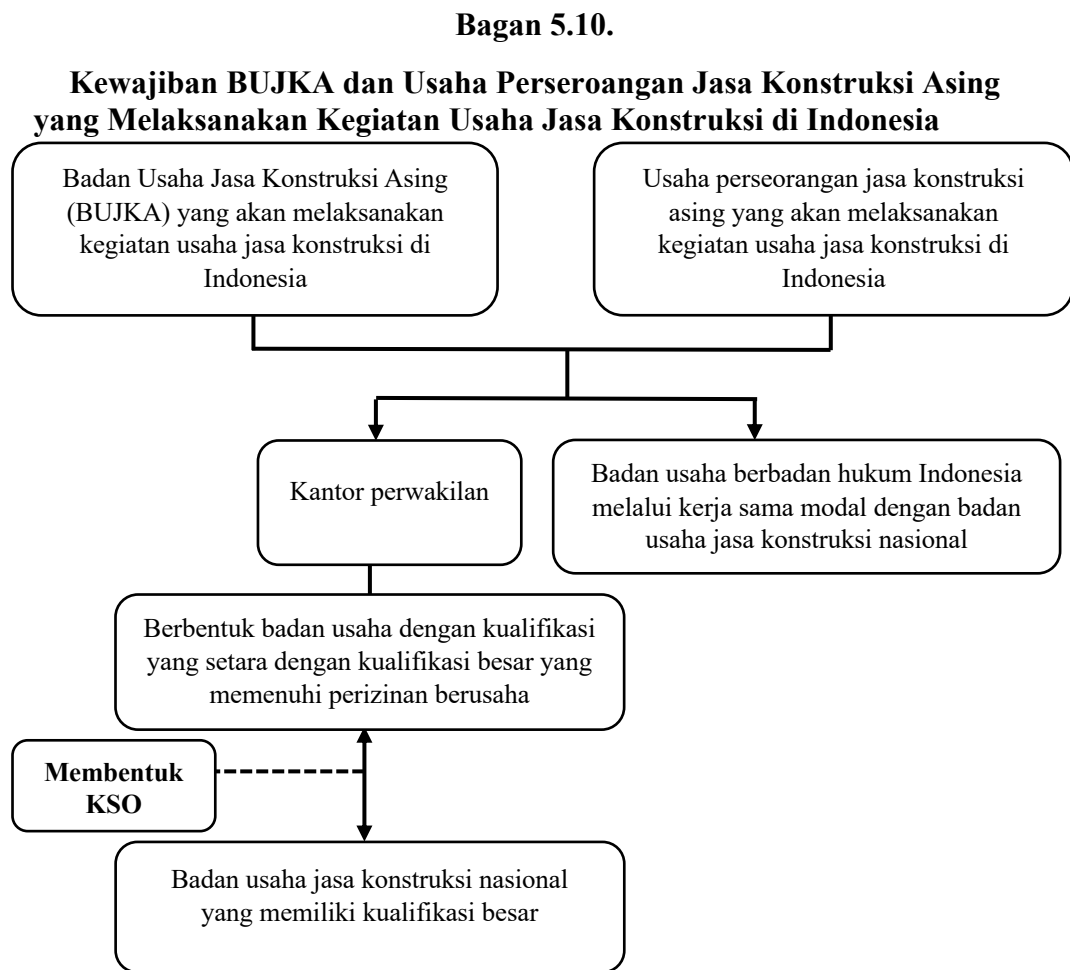 Bagan 5.10.
Kewajiban BUJKA dan Usaha Perseroangan Jasa Konstruksi Asing
yang Melaksanakan Kegiatan Usaha Jasa Konstruksi di Indonesia
Badan Usaha Jasa Konstruksi Asing
(BUJKA) yang akan melaksanakan
kegiatan usaha jasa konstruksi di
Indonesia
Usaha perseorangan jasa konstruksi
asing yang akan melaksanakan
kegiatan usaha jasa konstruksi di
Indonesia
Kantor perwakilan
Badan usaha berbadan hukum Indonesia
melalui kerja sama modal dengan badan
usaha jasa konstruksi nasional
Berbentuk badan usaha dengan kualifikasi
yang setara dengan kualifikasi besar yang
memenuhi perizinan berusaha
Membentuk
KSO
Badan usaha jasa konstruksi nasional
yang memiliki kualifikasi besar